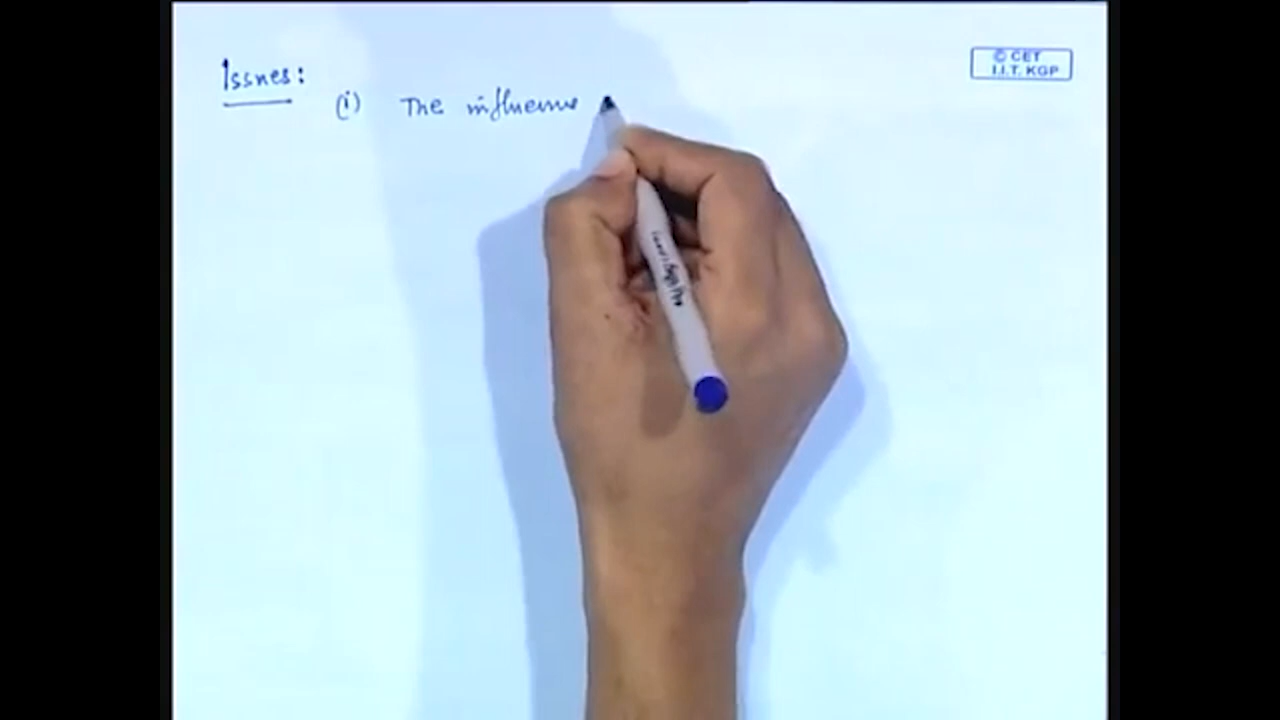 Issues:
(i) The influence
© CET
I.I.T. KGP